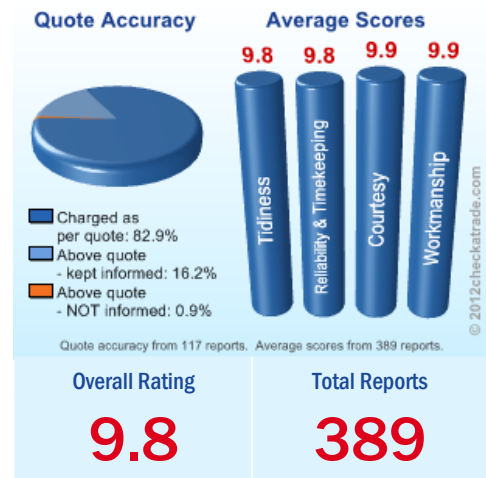 Quote Accuracy
Average Scores
9.8
9.8
9.9
9.9
Tidiness
Reliability & Timekeeping
Courtesy
Workmanship
Charged as
per quote: 82.9%
Above quote
- kept informed: 16.2%
Above quote
- NOT informed: 0.9%
© 2012checkatrade.com
Quote accuracy from 117 reports. Average scores from 389 reports.
Overall Rating
Total Reports
9.8
389